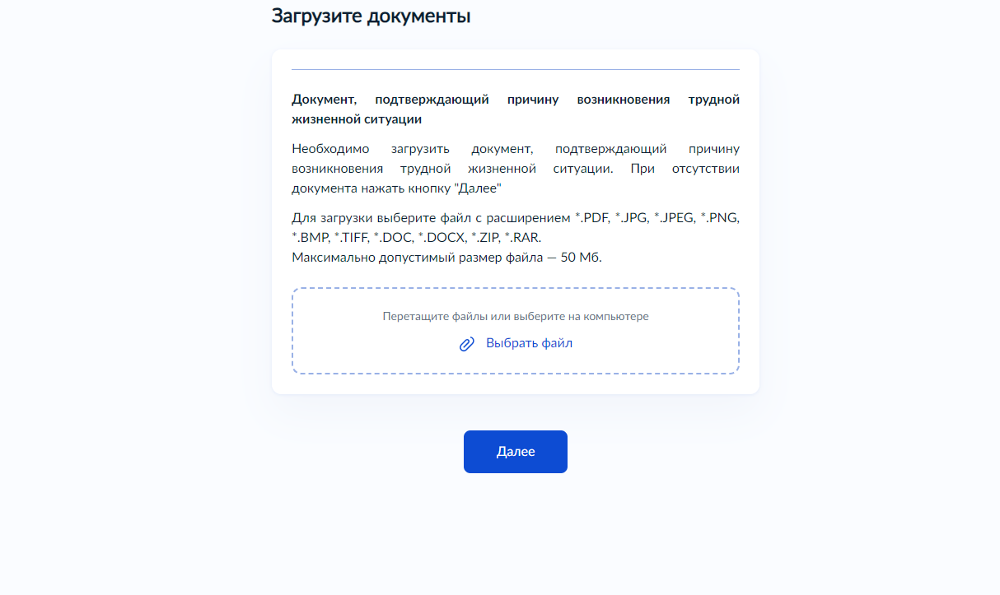 Загрузите документы
Документ, подтверждающий причину возникновения трудной
жизненной ситуации
Необходимо загрузить документ, подтверждающий причину
возникновения трудной жизненной ситуации. При отсутствии
документа нажать кнопку "Далее"
Для загрузки выберите файл с расширением *.PDF, *.JPG, *.JPEG, *.PNG,
*.BMP, *.TIFF, *.DOC, *.DOCX, *.ZIP, *.RAR.
Максимально допустимый размер файла — 50 Мб.
Перетащите файлы или выберите на компьютере
Выбрать файл
Далее